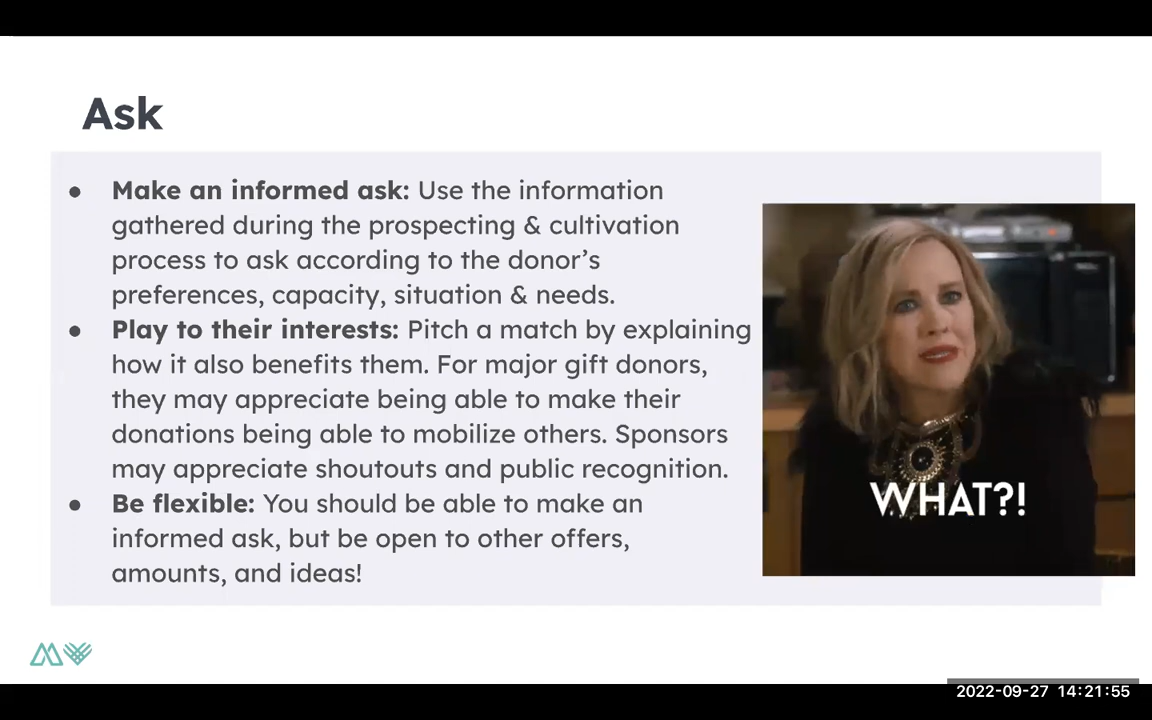 Ask
● Make an informed ask: Use the information
gathered during the prospecting & cultivation
process to ask according to the donor’s
preferences, capacity, situation & needs.
● Play to their interests: Pitch a match by explaining
how it also benefits them. For major gift donors,
they may appreciate being able to make their
donations being able to mobilize others. Sponsors
may appreciate shoutouts and public recognition.
● Be flexible: You should be able to make an
informed ask, but be open to other offers,
amounts, and ideas!
WHAT?!
2022-09-27 14:21:55